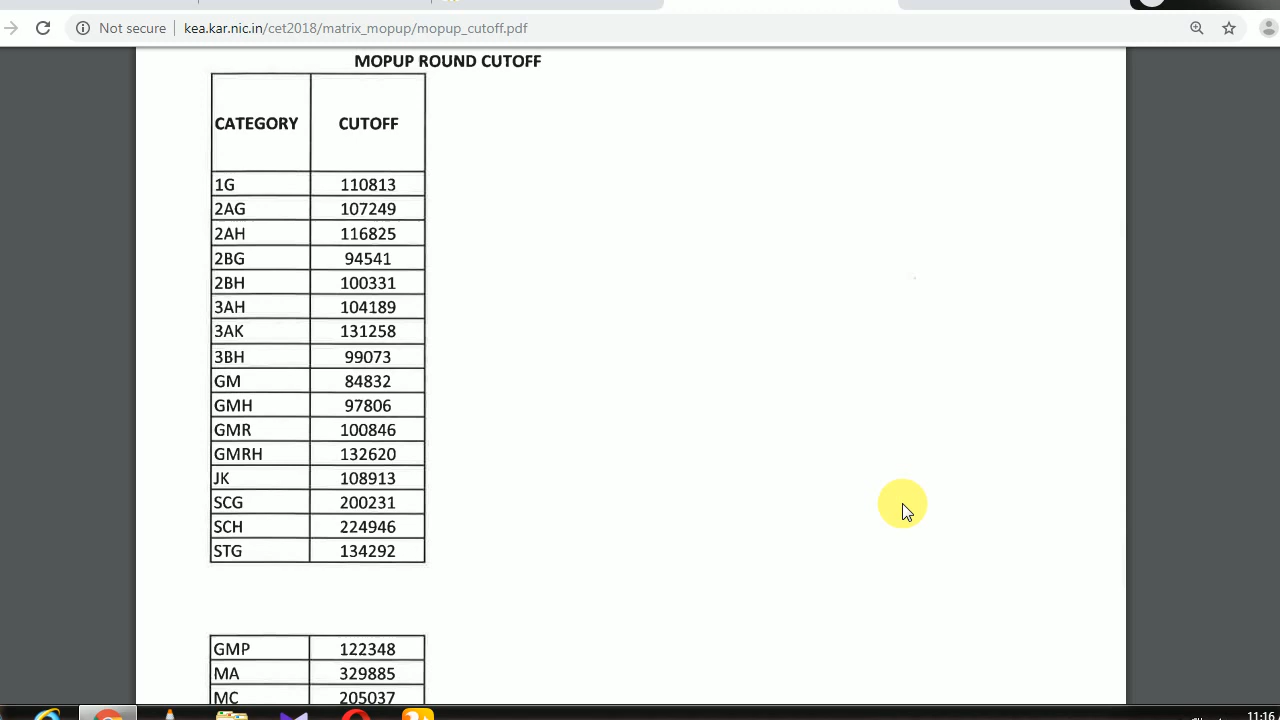 Not secure kea.kar.nic.in/cet2018/matrix_mopup/mopup_cutoff.pdf
MOPUP ROUND CUTOFF
CATEGORY CUTOFF
1G 110813
2AG 107249
2AH 116825
2BG 94541
2BH 100331
3AH 104189
3AK 131258
3BH 99073
GM 84832
GMH 97806
GMR 100846
GMRH 132620
JK 108913
SCG 200231
SCH 224946
STG 134292
GMP 122348
MA 329885
MC 205037
11:16